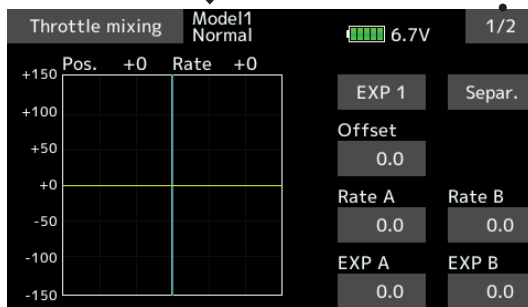 Throttle mixing Model1 Normal 6.7V 1/2
Pos. +0 Rate +0
+150
+100
+50
+0
-50
-100
-150
EXP 1 Separ.
Offset
0.0
Rate A Rate B
0.0 0.0
EXP A EXP B
0.0 0.0